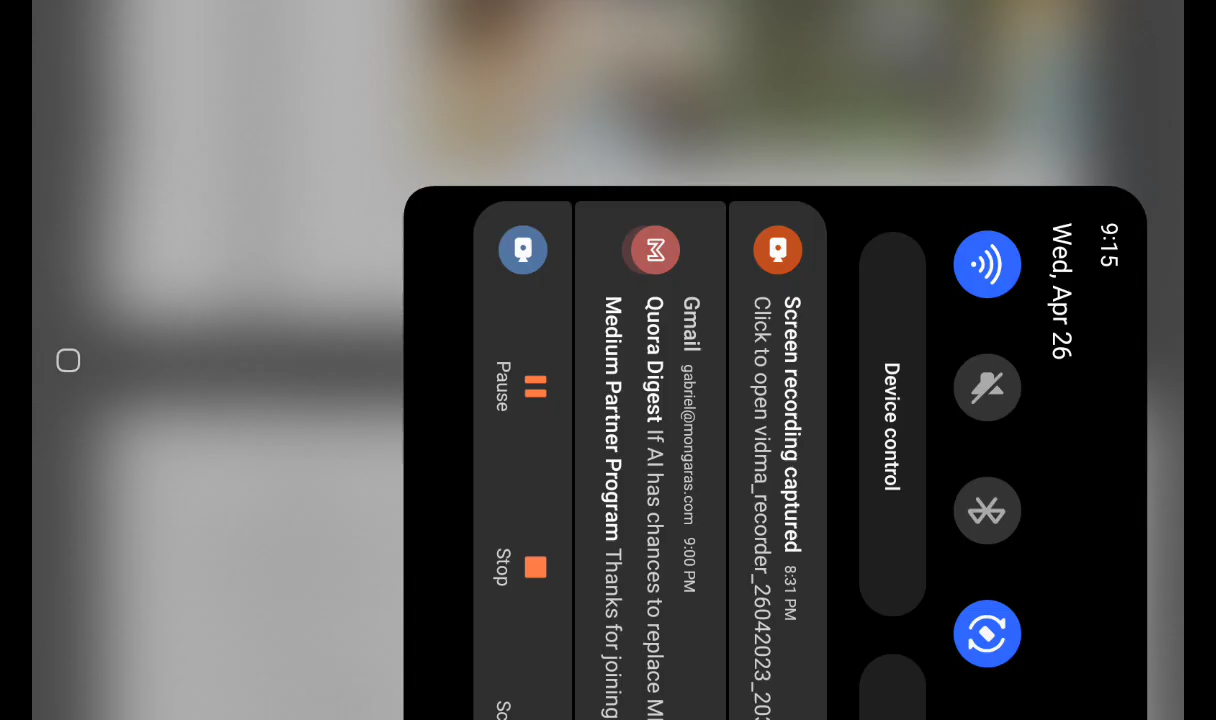 9:15
Wed, Apr 26
Device control
Screen recording captured 8:31 PM
Click to open vidma_recorder_26042023_203
Gmail gabriel@mongaras.com 9:00 PM
Quora Digest If AI has chances to replace
Medium Partner Program Thanks for joining
Pause
Stop